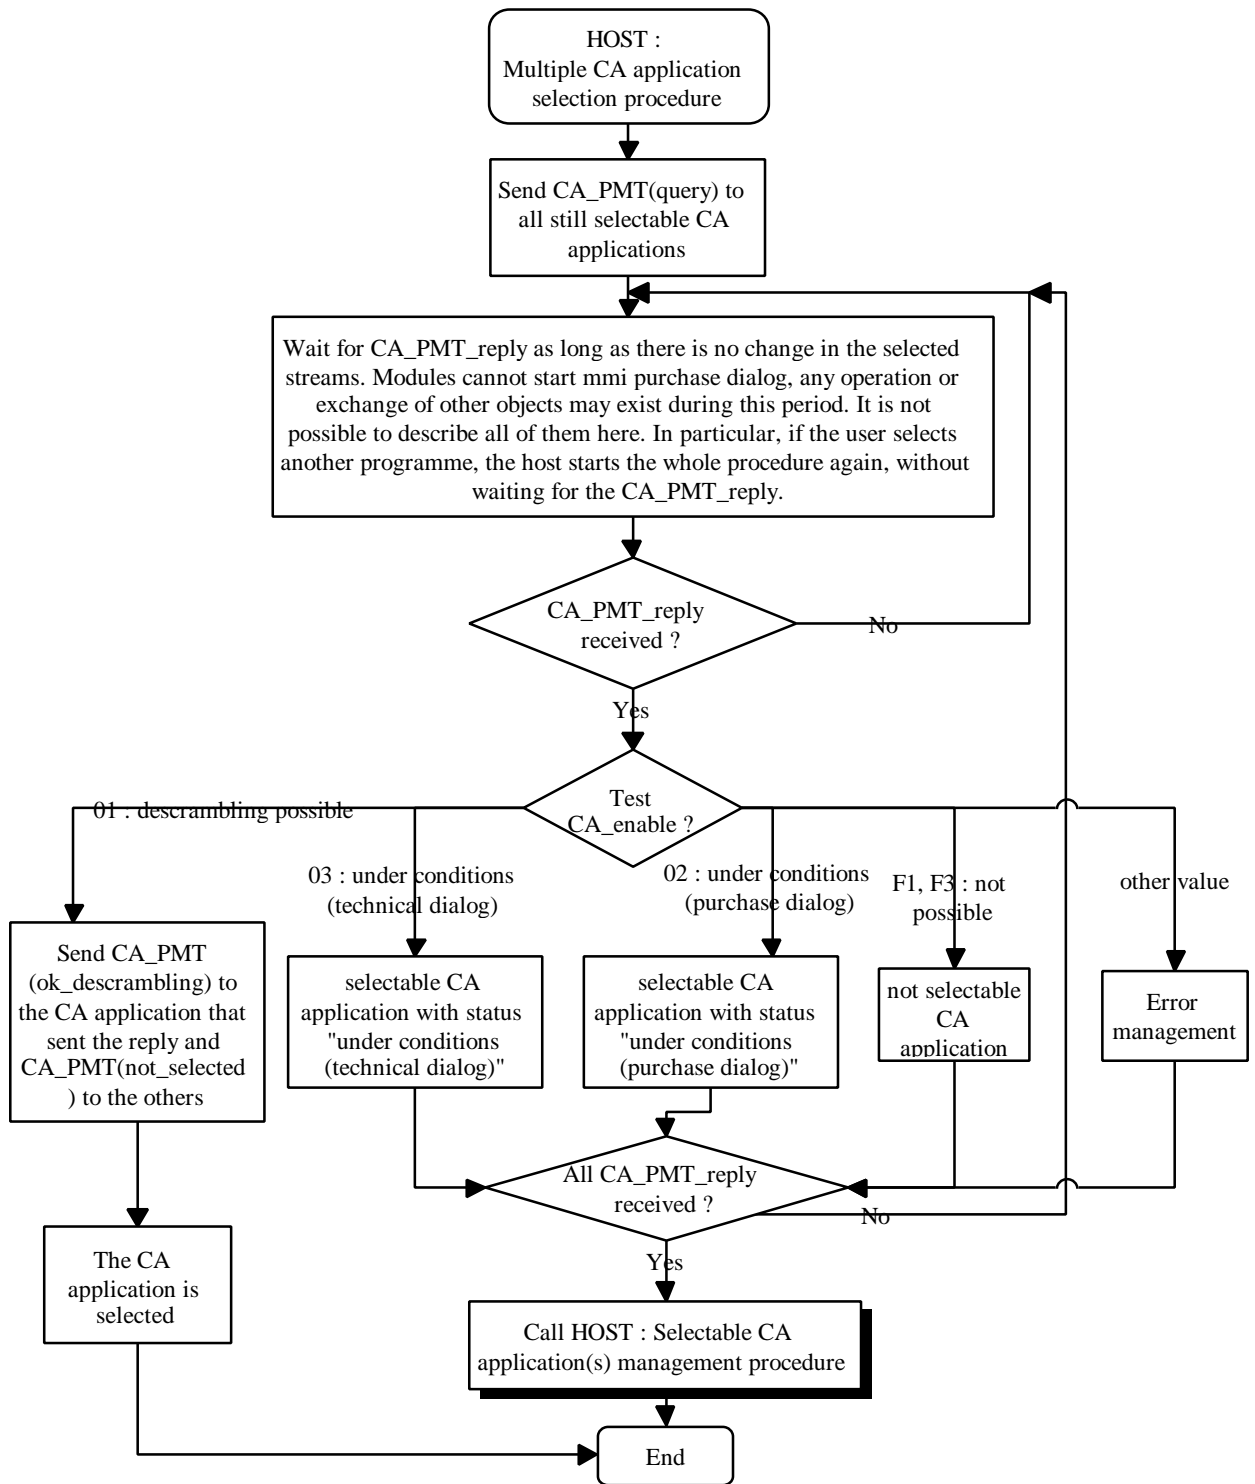 HOST :
Multiple CA application
selection procedure
Send CA_PMT(query) to
all still selectable CA
applications
Wait for CA_PMT_reply as long as there is no change in the selected
streams. Modules cannot start mmi purchase dialog, any operation or
exchange of other objects may exist during this period. It is not
possible to describe all of them here. In particular, if the user selects
another programme, the host starts the whole procedure again, without
waiting for the CA_PMT_reply.
CA_PMT_reply
received ?
No
Yes
Test
CA_enable ?
01 : descrambling possible
03 : under conditions
(technical dialog)
02 : under conditions
(purchase dialog)
F1, F3 : not
possible
other value
Send CA_PMT
(ok_descrambling) to
the CA application that
sent the reply and
CA_PMT(not_selected
) to the others
selectable CA
application with status
"under conditions
(technical dialog)"
selectable CA
application with status
"under conditions
(purchase dialog)"
not selectable
CA
application
Error
management
All CA_PMT_reply
received ?
No
Yes
The CA
application is
selected
Call HOST : Selectable CA
application(s) management procedure
End